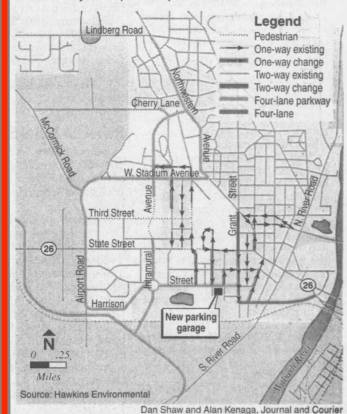 Legend
Pedestrian
One-way existing
One-way change
Two-way existing
Two-way change
Four-lane parkway
Four-lane
Lindberg Road
Northwestern
Avenue
Cherry Lane
McCormick Road
W. Stadium Avenue
Avenue
Street
N. River Road
Third Street
Grant
State Street
26
Airport Road
Intramural
Street
26
Harrison
New parking
garage
S. River Road
N
0 .25
Miles
Source: Hawkins Environmental
Dan Shaw and Alan Kenaga, Journal and Courier